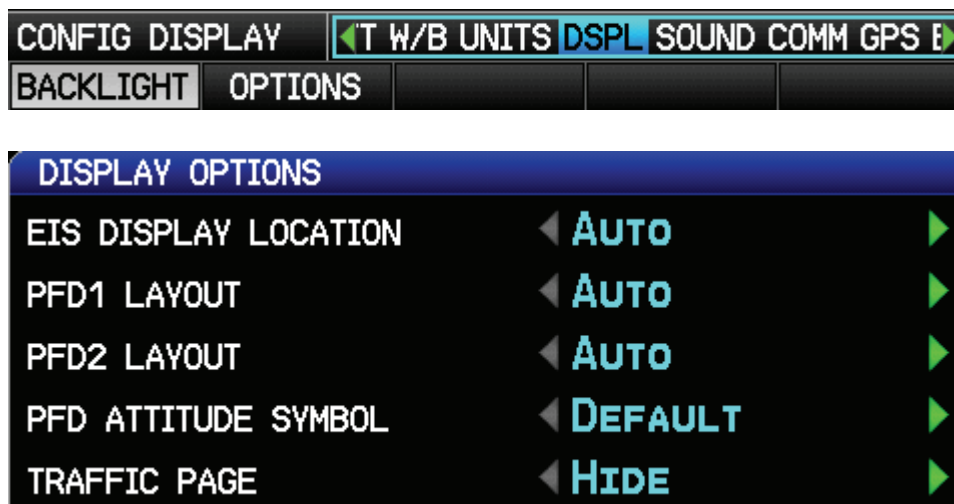 CONFIG DISPLAY T W/B UNITS DSPL SOUND COMM GPS
BACKLIGHT OPTIONS
DISPLAY OPTIONS
EIS DISPLAY LOCATION AUTO
PFD1 LAYOUT AUTO
PFD2 LAYOUT AUTO
PFD ATTITUDE SYMBOL DEFAULT
TRAFFIC PAGE HIDE